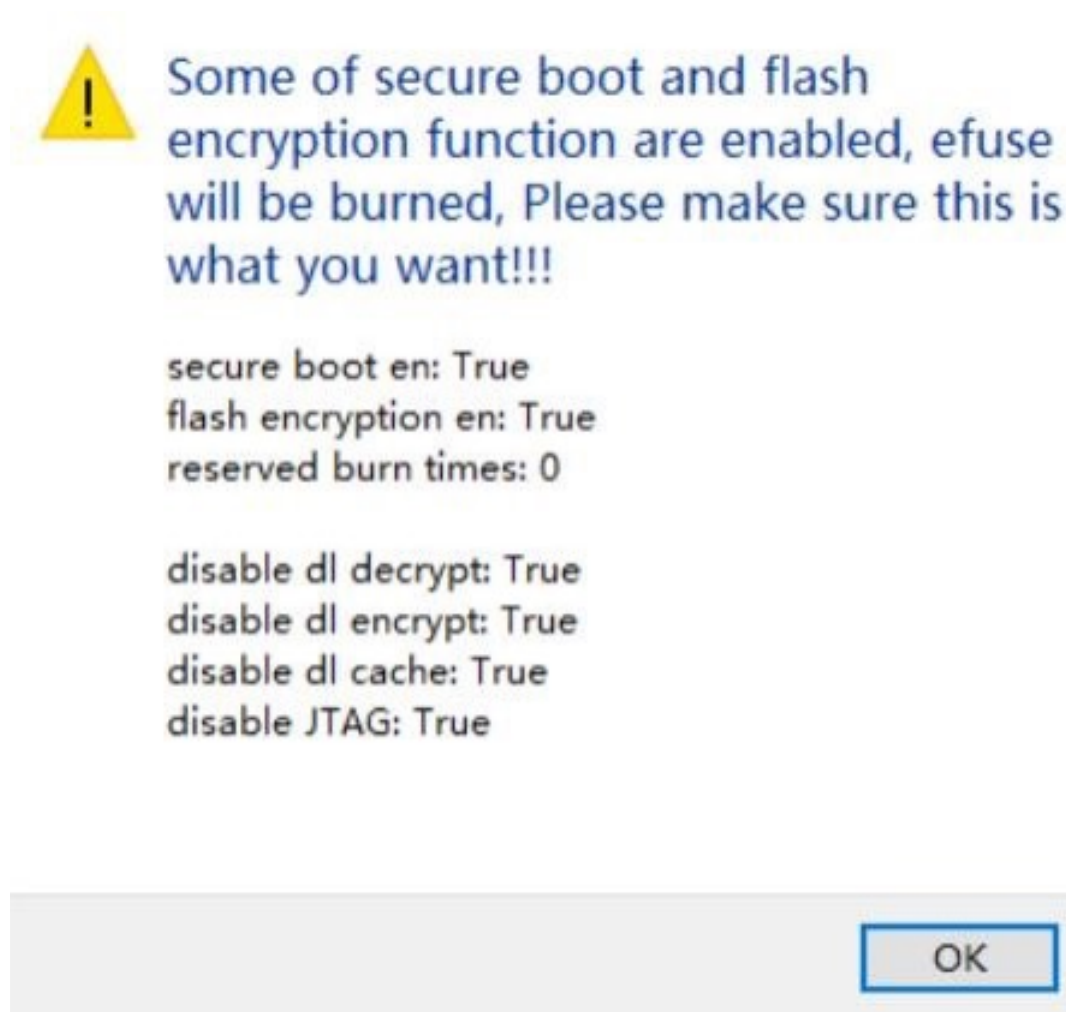 Some of secure boot and flash
encryption function are enabled, efuse
will be burned, Please make sure this is
what you want!!!
secure boot en: True
flash encryption en: True
reserved burn times: 0
disable dl decrypt: True
disable dl encrypt: True
disable dl cache: True
disable JTAG: True
OK